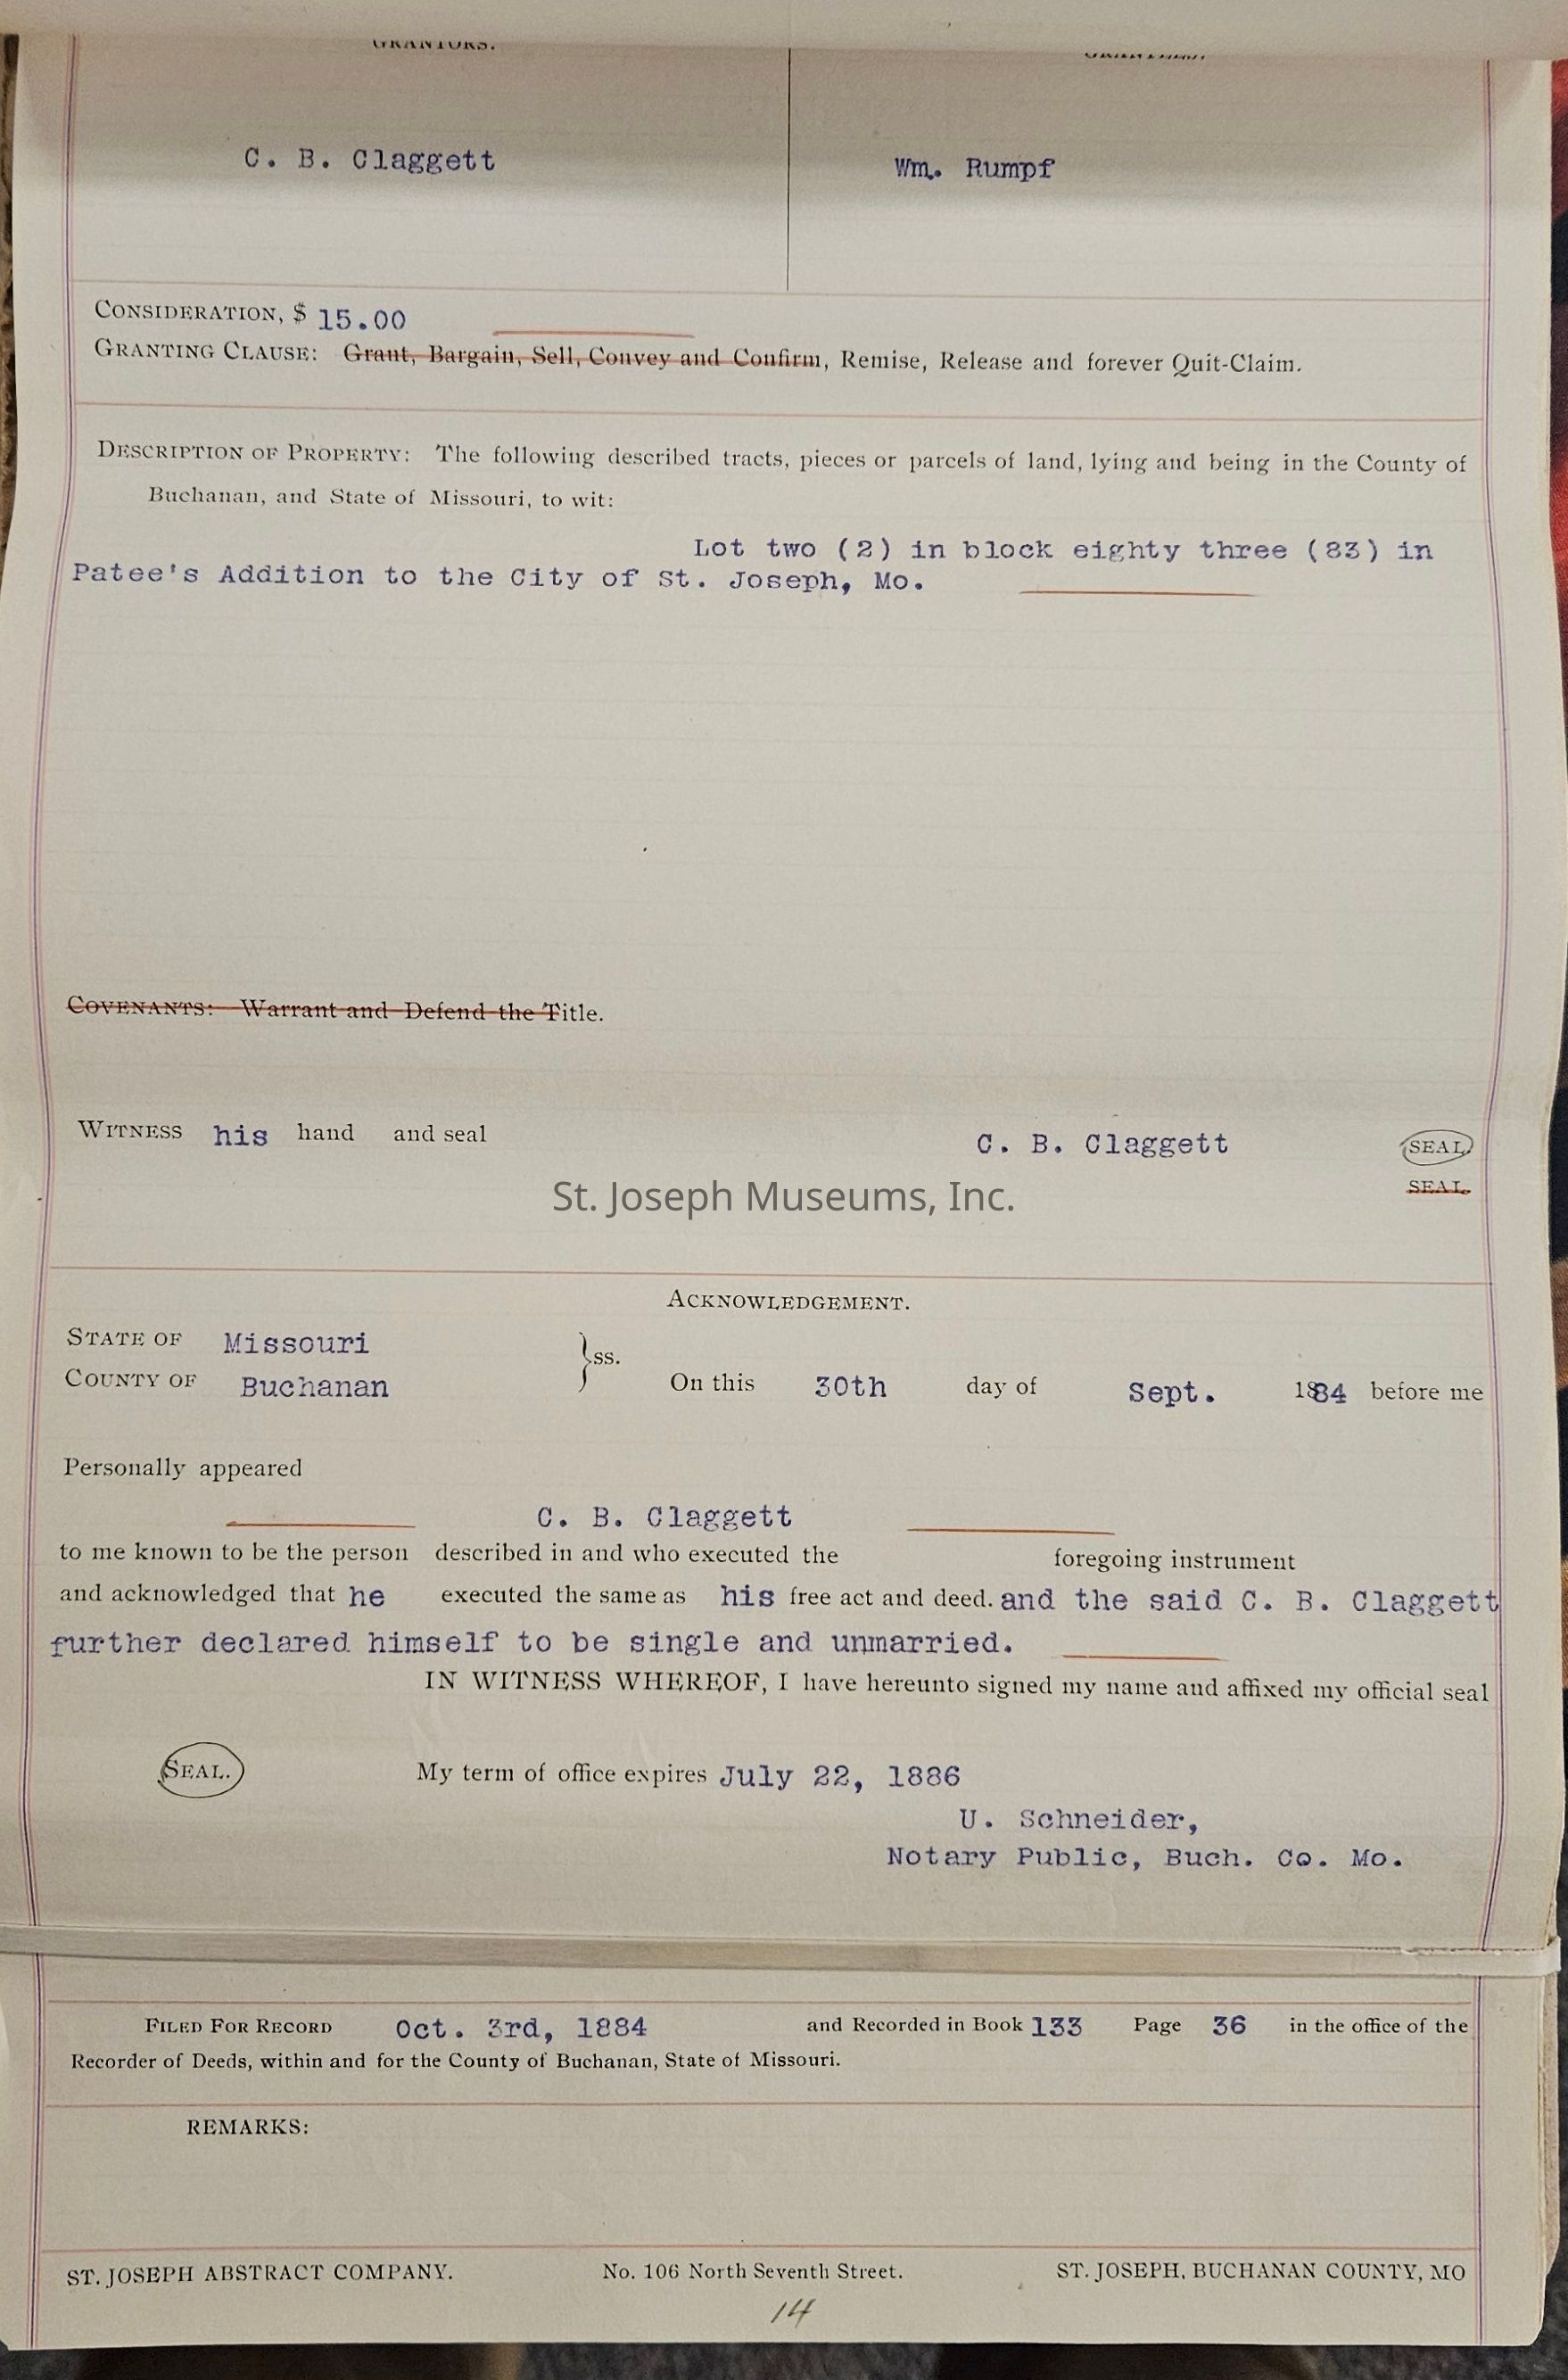 GRANTORS.
C. B. Claggett
Wm. Rumpf
CONSIDERATION, $ 15.00
GRANTING CLAUSE: Grant, Bargain, Sell, Convey and Confirm, Remise, Release and forever Quit-Claim.
DESCRIPTION OF PROPERTY: The following described tracts, pieces or parcels of land, lying and being in the County of
Buchanan, and State of Missouri, to wit:
Lot two (2) in block eighty three (83) in
Patee's Addition to the City of St. Joseph, Mo.
COVENANTS: Warrant and Defend the Title.
WITNESS his hand and seal C. B. Claggett SEAL
SEAL
St. Joseph Museums, Inc.
ACKNOWLEDGEMENT.
STATE OF Missouri
COUNTY OF Buchanan } ss. On this 30th day of Sept. 1884 before me
Personally appeared
C. B. Claggett
to me known to be the person described in and who executed the foregoing instrument
and acknowledged that he executed the same as his free act and deed. and the said C. B. Claggett
further declared himself to be single and unmarried.
IN WITNESS WHEREOF, I have hereunto signed my name and affixed my official seal
SEAL. My term of office expires July 22, 1886
U. Schneider,
Notary Public, Buch. Co. Mo.
FILED FOR RECORD Oct. 3rd, 1884 and Recorded in Book 133 Page 36 in the office of the
Recorder of Deeds, within and for the County of Buchanan, State of Missouri.
REMARKS:
ST. JOSEPH ABSTRACT COMPANY. No. 106 North Seventh Street. ST. JOSEPH, BUCHANAN COUNTY, MO
14